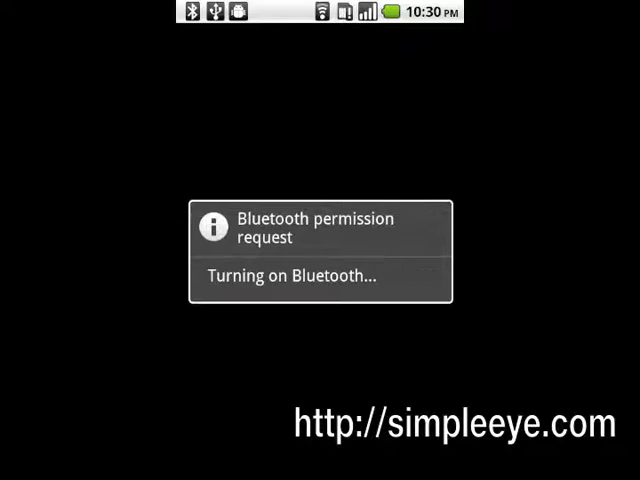 10:30 PM
Bluetooth permission
request
Turning on Bluetooth...
http://simpleeye.com